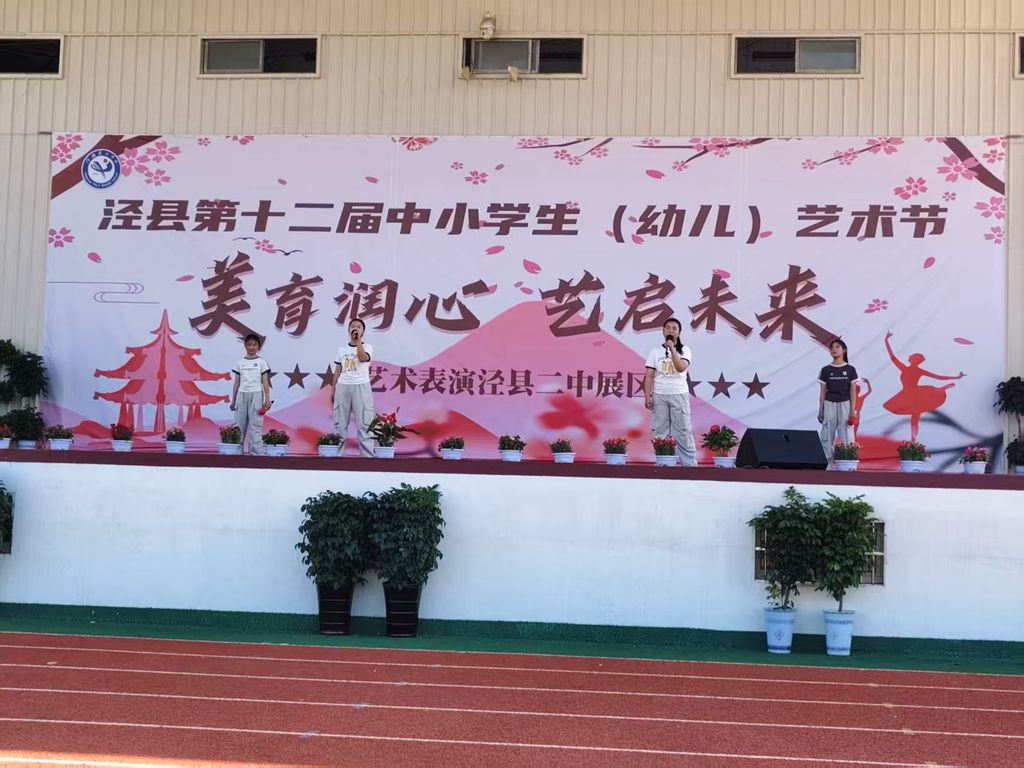 泾县第十二届中小学生（幼儿）艺术节
美育润心 艺启未来
★★★艺术表演泾县二中展区★★★